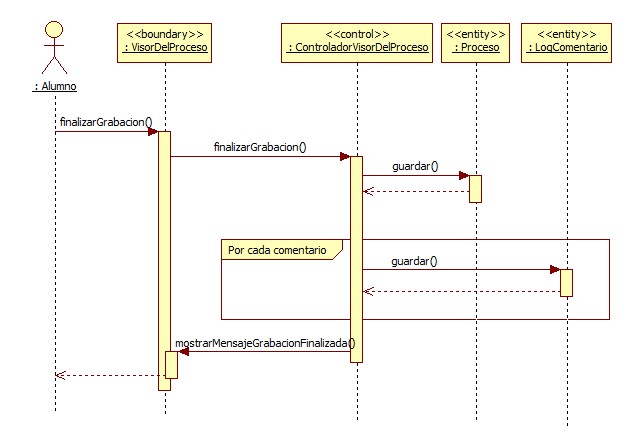 <<boundary>>
: VisorDelProceso
<<control>>
: ControladorVisorDelProceso
<<entity>>
: Proceso
<<entity>>
: LogComentario
: Alumno
finalizarGrabacion()
finalizarGrabacion()
guardar()
Por cada comentario
guardar()
mostrarMensajeGrabacionFinalizada()